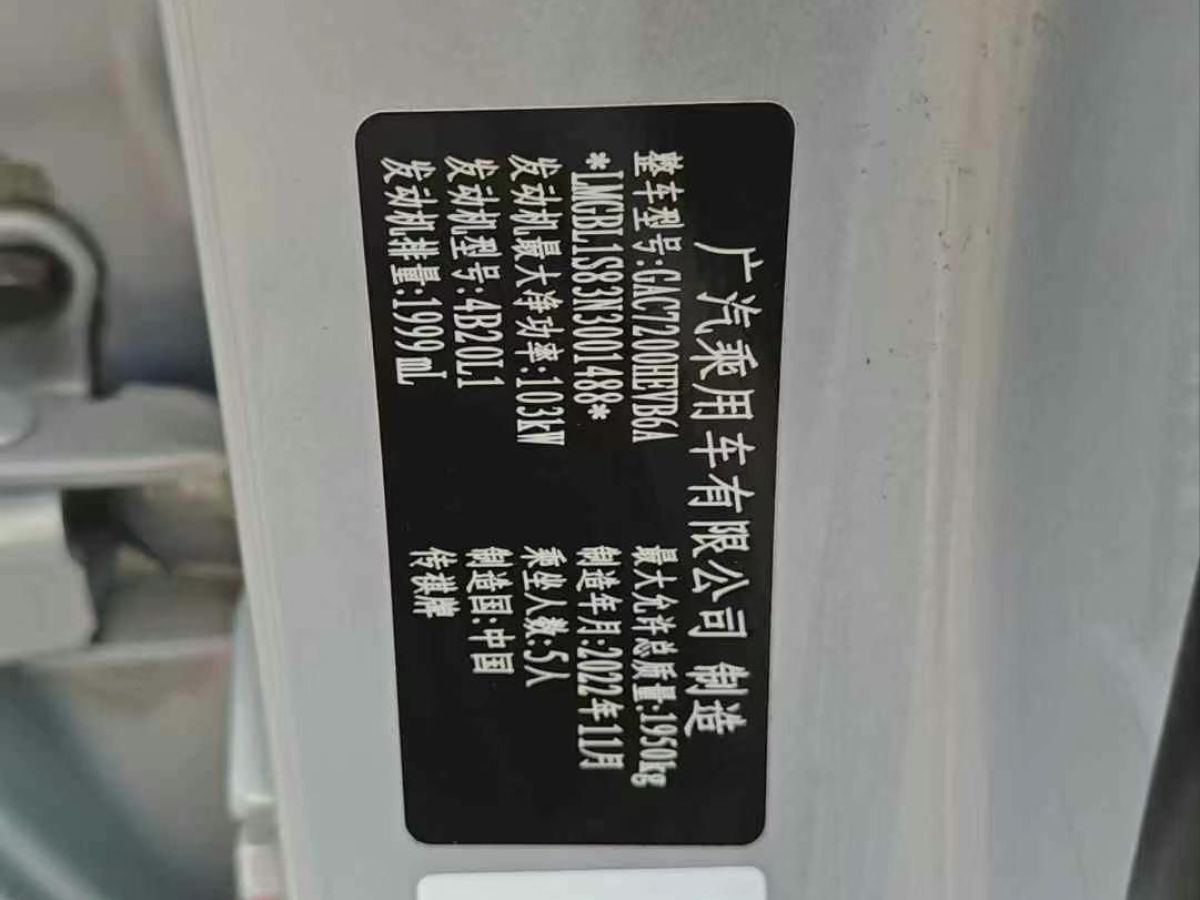 广汽乘用车有限公司 制造
整车型号:GAC7200HEVB6A 最大允许总质量:1950kg
*LMGBL1S83N3001488* 制造年月:2022年11月
发动机最大净功率:103kW 乘坐人数:5人
发动机型号:4B20L1 制造国:中国
发动机排量:1999mL 传祺牌